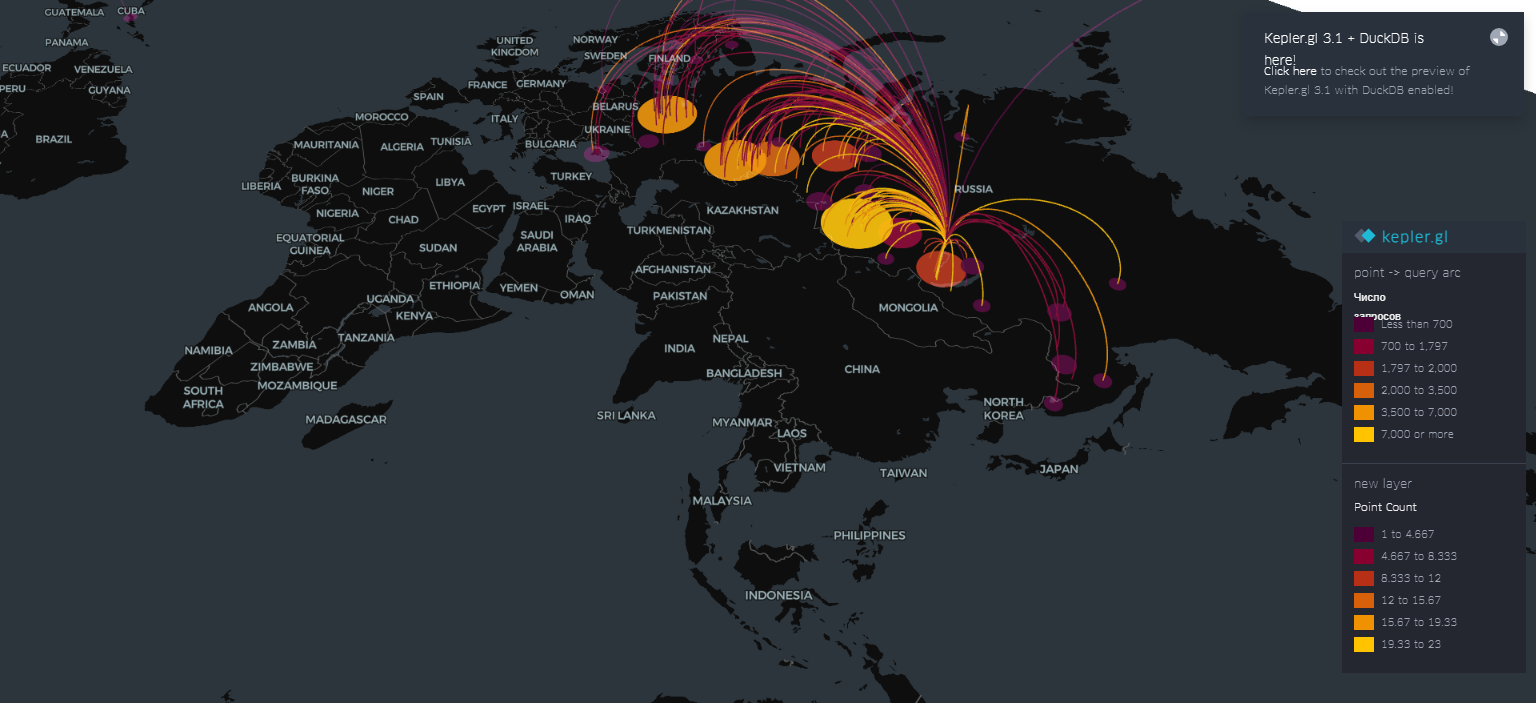 GUATEMALA
CUBA
PANAMA
ECUADOR
VENEZUELA
PERU
GUYANA
BRAZIL
UNITED
KINGDOM
NORWAY
SWEDEN
FINLAND
FRANCE
GERMANY
SPAIN
BELARUS
MOROCCO
ITALY
UKRAINE
MAURITANIA
ALGERIA
TUNISIA
BULGARIA
LIBERIA
BURKINA
FASO
NIGER
LIBYA
TURKEY
RUSSIA
NIGERIA
CHAD
EGYPT
ISRAEL
IRAQ
KAZAKHSTAN
EQUATORIAL
GUINEA
SUDAN
SAUDI
ARABIA
TURKMENISTAN
AFGHANISTAN
ETHIOPIA
YEMEN
OMAN
PAKISTAN
MONGOLIA
ANGOLA
UGANDA
KENYA
NAMIBIA
ZAMBIA
TANZANIA
INDIA
NEPAL
ZIMBABWE
MOZAMBIQUE
BANGLADESH
CHINA
SOUTH
AFRICA
MADAGASCAR
SRI LANKA
MYANMAR
LAOS
NORTH
KOREA
VIETNAM
TAIWAN
JAPAN
MALAYSIA
PHILIPPINES
INDONESIA
Kepler.gl 3.1 + DuckDB is
here!
Click here to check out the preview of
Kepler.gl 3.1 with DuckDB enabled!
kepler.gl
point -> query arc
Число
запросов
Less than 700
700 to 1,797
1,797 to 2,000
2,000 to 3,500
3,500 to 7,000
7,000 or more
new layer
Point Count
1 to 4.667
4.667 to 8.333
8.333 to 12
12 to 15.67
15.67 to 19.33
19.33 to 23